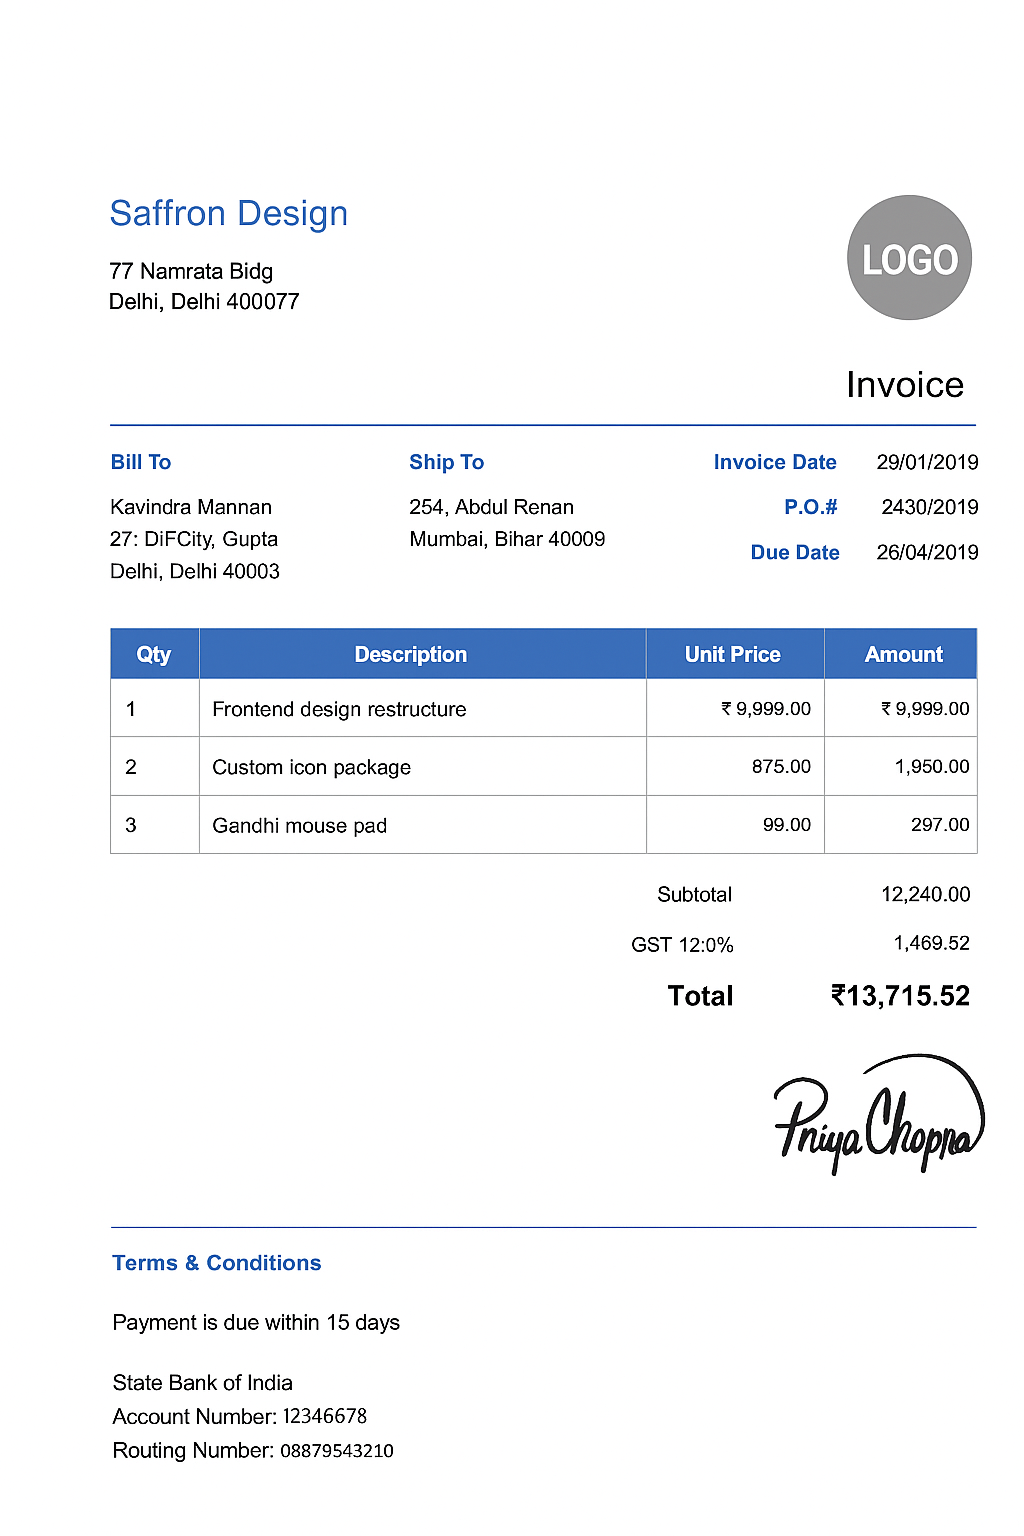 Saffron Design
77 Namrata Bidg
Delhi, Delhi 400077
LOGO
Invoice
Bill To
Kavindra Mannan
27: DiFCity, Gupta
Delhi, Delhi 40003
Ship To
254, Abdul Renan
Mumbai, Bihar 40009
Invoice Date 29/01/2019
P.O.# 2430/2019
Due Date 26/04/2019
Qty Description Unit Price Amount
1 Frontend design restructure ₹ 9,999.00 ₹ 9,999.00
2 Custom icon package 875.00 1,950.00
3 Gandhi mouse pad 99.00 297.00
Subtotal 12,240.00
GST 12:0% 1,469.52
Total ₹13,715.52
Priya Chopra
Terms & Conditions
Payment is due within 15 days
State Bank of India
Account Number: 12346678
Routing Number: 08879543210